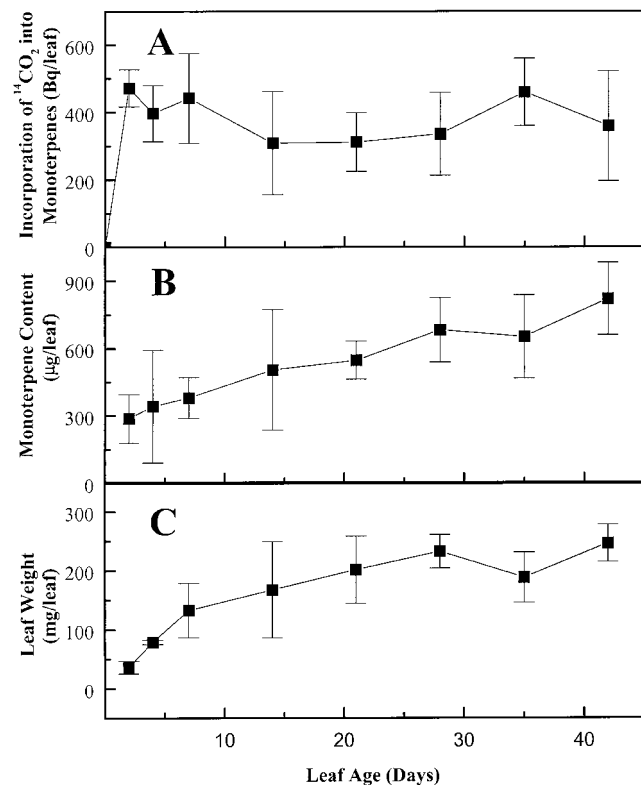 Incorporation of ¹⁴CO₂ into
Monoterpenes (Bq/leaf)
600
400
200
0
A
Monoterpene Content
(µg/leaf)
900
600
300
0
B
Leaf Weight
(mg/leaf)
300
200
100
0
C
10
20
30
40
Leaf Age (Days)